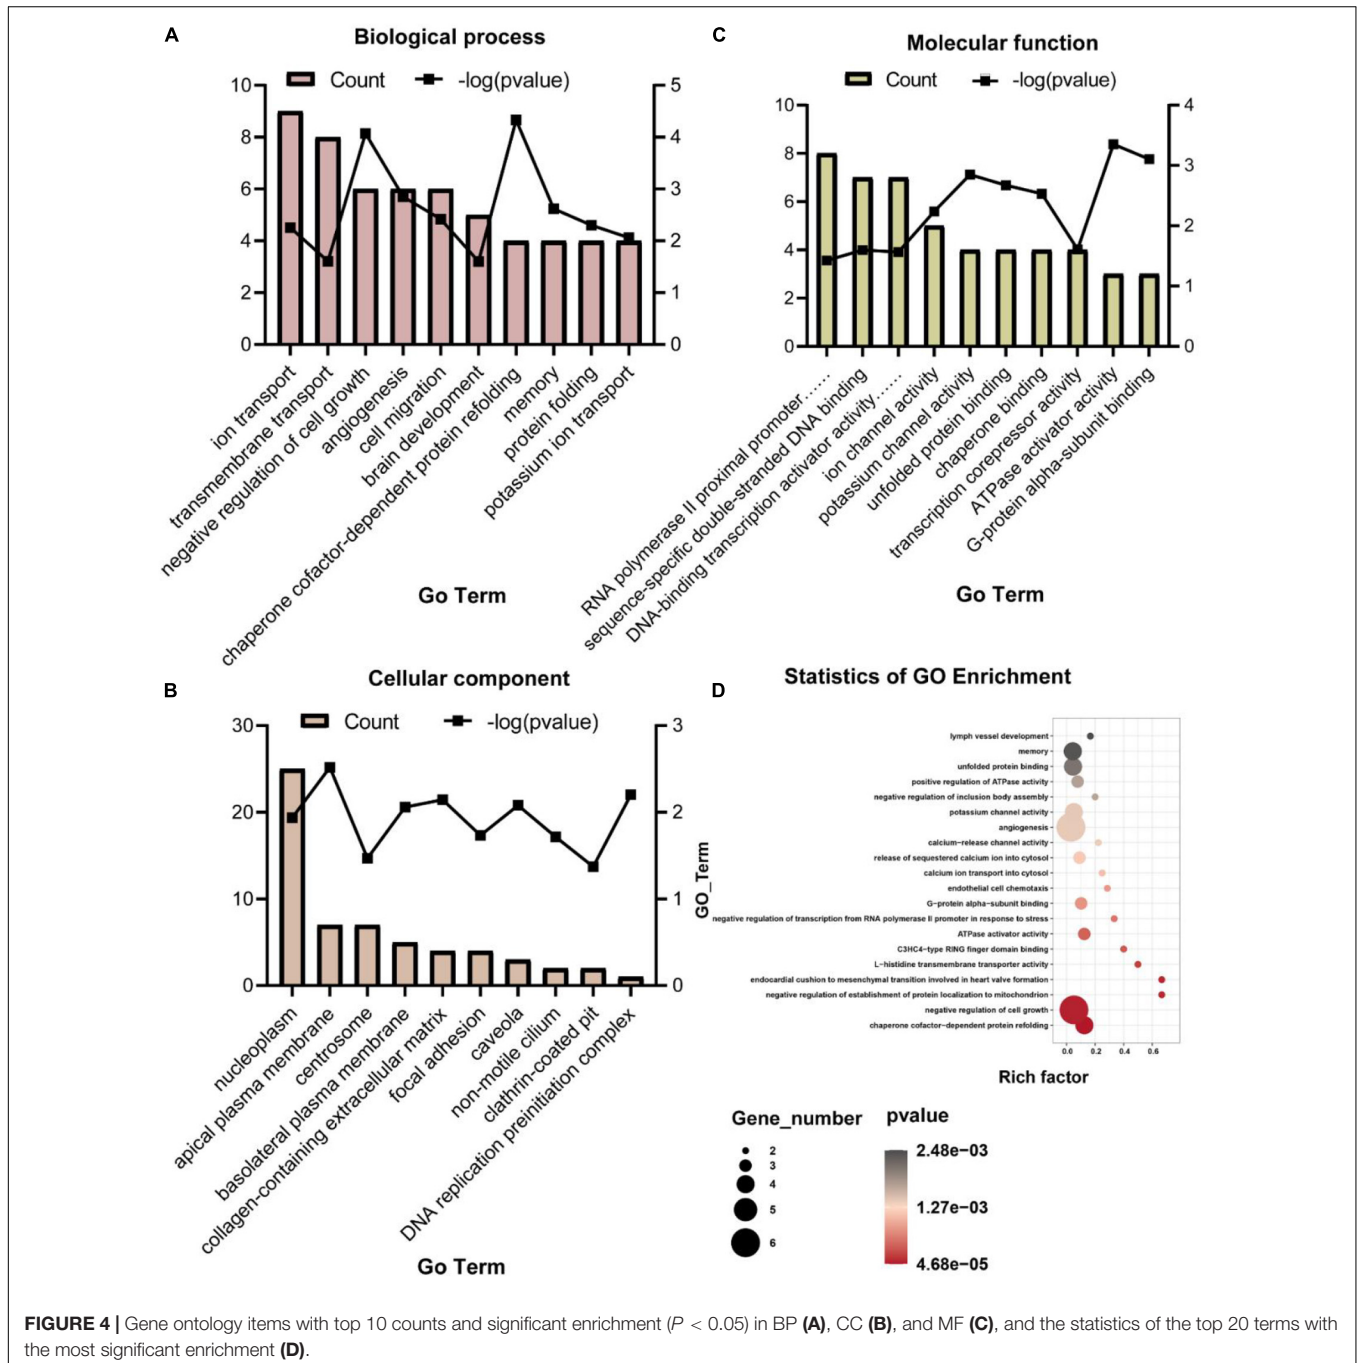 A
Biological process
Count
-log(pvalue)
10
8
6
4
2
0
5
4
3
2
1
0
ion transport
transmembrane transport
negative regulation of cell growth
angiogenesis
cell migration
brain development
chaperone cofactor-dependent protein refolding
memory
protein folding
potassium ion transport
Go Term
C
Molecular function
Count
-log(pvalue)
10
8
6
4
2
0
4
3
2
1
0
RNA polymerase II proximal promoter......
sequence-specific double-stranded DNA binding
DNA-binding transcription activator activity......
ion channel activity
potassium channel activity
unfolded protein binding
chaperone binding
transcription corepressor activity
ATPase activator activity
G-protein alpha-subunit binding
Go Term
B
Cellular component
Count
-log(pvalue)
30
20
10
0
3
2
1
0
nucleoplasm
apical plasma membrane
centrosome
basolateral plasma membrane
collagen-containing extracellular matrix
focal adhesion
caveola
non-motile cilium
clathrin-coated pit
DNA replication preinitiation complex
Go Term
D
Statistics of GO Enrichment
GO_Term
lymph vessel development
memory
unfolded protein binding
positive regulation of ATPase activity
negative regulation of inclusion body assembly
potassium channel activity
angiogenesis
calcium-release channel activity
release of sequestered calcium ion into cytosol
calcium ion transport into cytosol
endothelial cell chemotaxis
G-protein alpha-subunit binding
negative regulation of transcription from RNA polymerase II promoter in response to stress
ATPase activator activity
C3HC4-type RING finger domain binding
L-histidine transmembrane transporter activity
endocardial cushion to mesenchymal transition involved in heart valve formation
negative regulation of establishment of protein localization to mitochondrion
negative regulation of cell growth
chaperone cofactor-dependent protein refolding
0.0 0.2 0.4 0.6
Rich factor
Gene_number
2
3
4
5
6
pvalue
2.48e-03
1.27e-03
4.68e-05
FIGURE 4 | Gene ontology items with top 10 counts and significant enrichment (P < 0.05) in BP (A), CC (B), and MF (C), and the statistics of the top 20 terms with
the most significant enrichment (D).